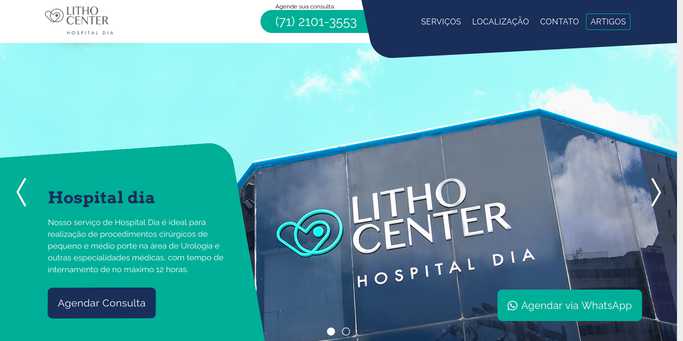 LITHO
CENTER
HOSPITAL DIA
Agende sua consulta:
(71) 2101-3553
SERVIÇOS
LOCALIZAÇÃO
CONTATO
ARTIGOS
LITHO
CENTER
HOSPITAL DIA
Hospital dia
Nosso serviço de Hospital Dia é ideal para
realização de procedimentos cirúrgicos de
pequeno e médio porte na área de Urologia e
outras especialidades médicas, com tempo de
internamento de no máximo 12 horas.
Agendar Consulta
Agendar via WhatsApp